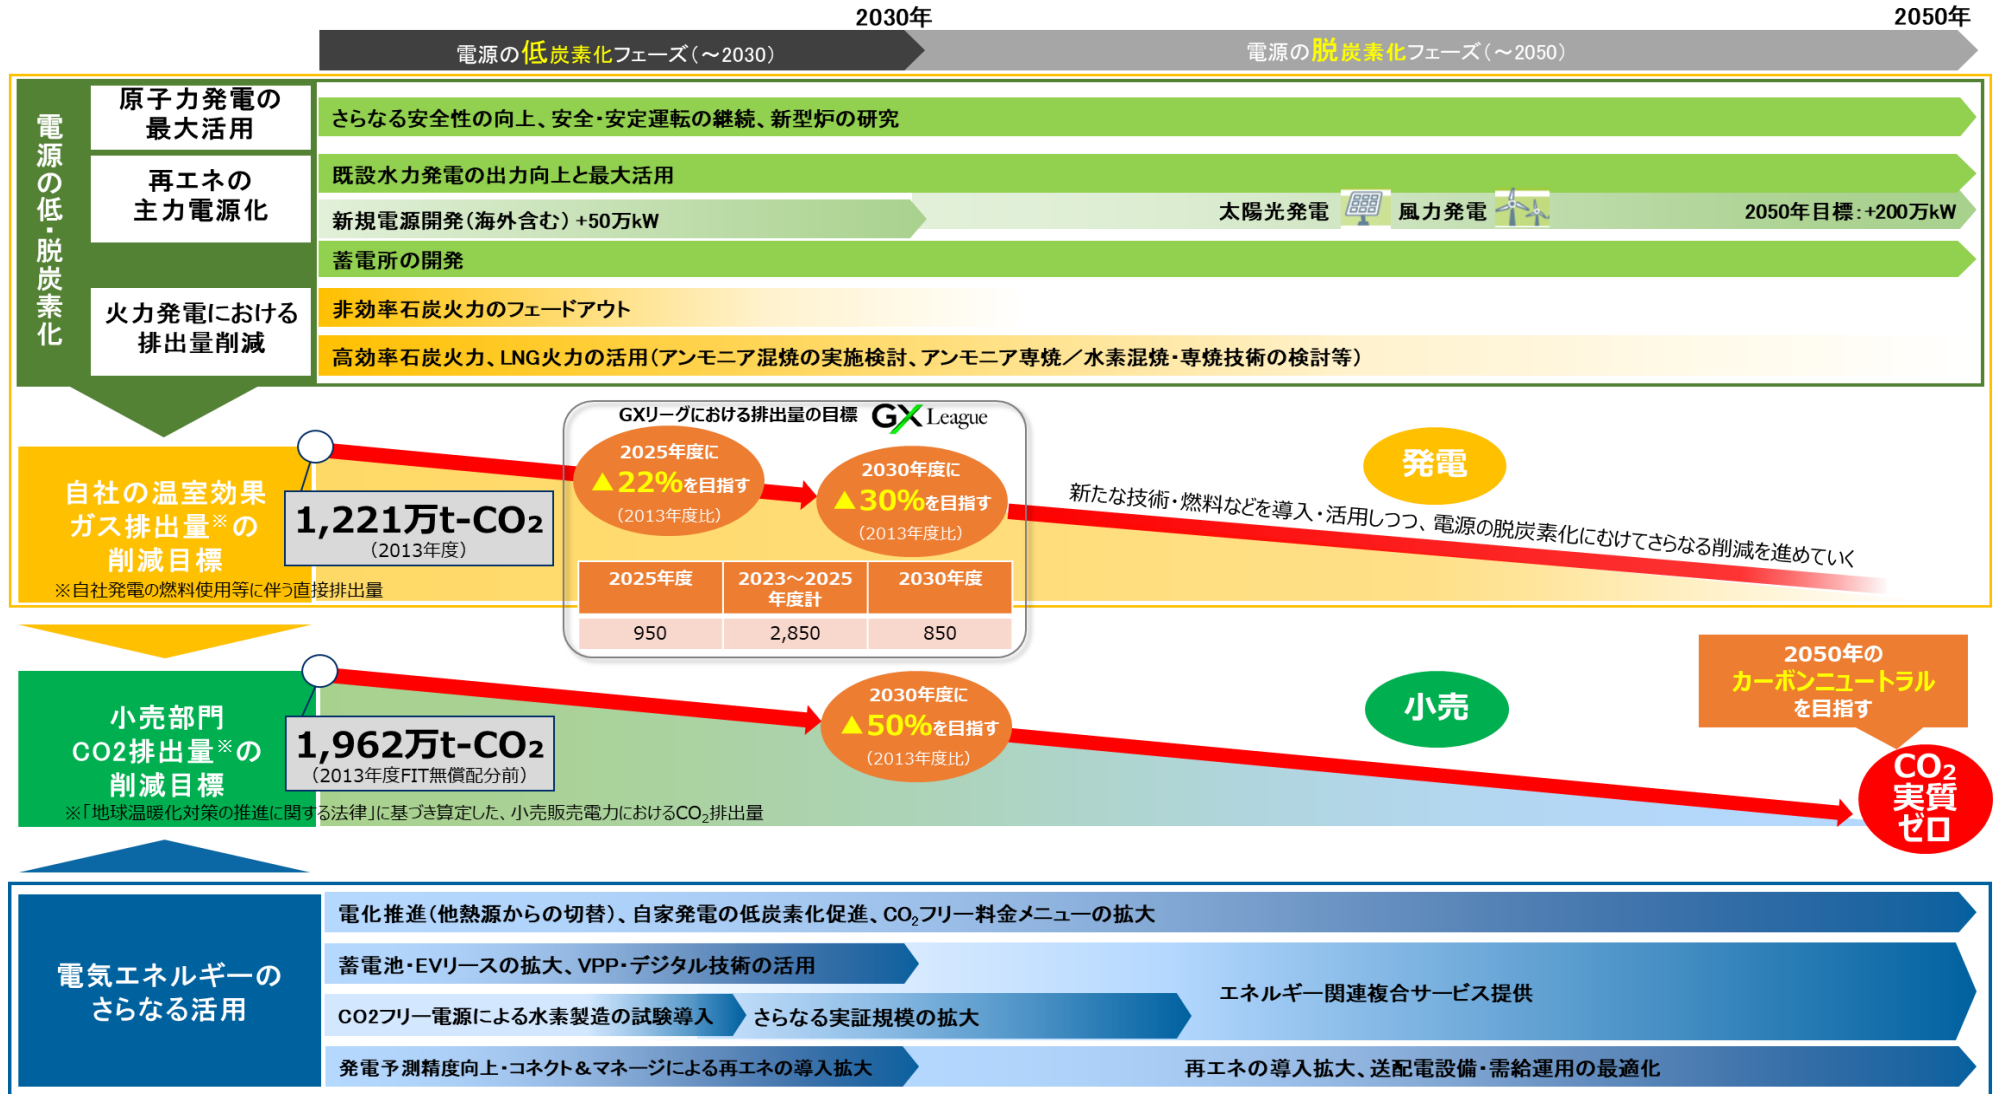 2030年
2050年
電源の低炭素化フェーズ（～2030）
電源の脱炭素化フェーズ（～2050）
電源の低・脱炭素化
原子力発電の
最大活用
さらなる安全性の向上、安全・安定運転の継続、新型炉の研究
再エネの
主力電源化
既設水力発電の出力向上と最大活用
新規電源開発（海外含む）+50万kW
太陽光発電
風力発電
2050年目標：+200万kW
蓄電所の開発
火力発電における
排出量削減
非効率石炭火力のフェードアウト
高効率石炭火力、LNG火力の活用（アンモニア混焼の実施検討、アンモニア専焼／水素混焼・専焼技術の検討等）
GXリーグにおける排出量の目標
GX League
自社の温室効果
ガス排出量※の
削減目標
※自社発電の燃料使用等に伴う直接排出量
1,221万t-CO₂
（2013年度）
2025年度に
▲22%を目指す
（2013年度比）
2030年度に
▲30%を目指す
（2013年度比）
2025年度
2023～2025
年度計
2030年度
950
2,850
850
発電
新たな技術・燃料などを導入・活用しつつ、電源の脱炭素化にむけてさらなる削減を進めていく
小売部門
CO2排出量※の
削減目標
※「地球温暖化対策の推進に関する法律」に基づき算定した、小売販売電力におけるCO₂排出量
1,962万t-CO₂
（2013年度FIT無償配分前）
2030年度に
▲50%を目指す
（2013年度比）
小売
2050年の
カーボンニュートラル
を目指す
CO₂
実質
ゼロ
電気エネルギーの
さらなる活用
電化推進（他熱源からの切替）、自家発電の低炭素化促進、CO₂フリー料金メニューの拡大
蓄電池・EVリースの拡大、VPP・デジタル技術の活用
エネルギー関連複合サービス提供
CO2フリー電源による水素製造の試験導入
さらなる実証規模の拡大
発電予測精度向上・コネクト＆マネージによる再エネの導入拡大
再エネの導入拡大、送配電設備・需給運用の最適化